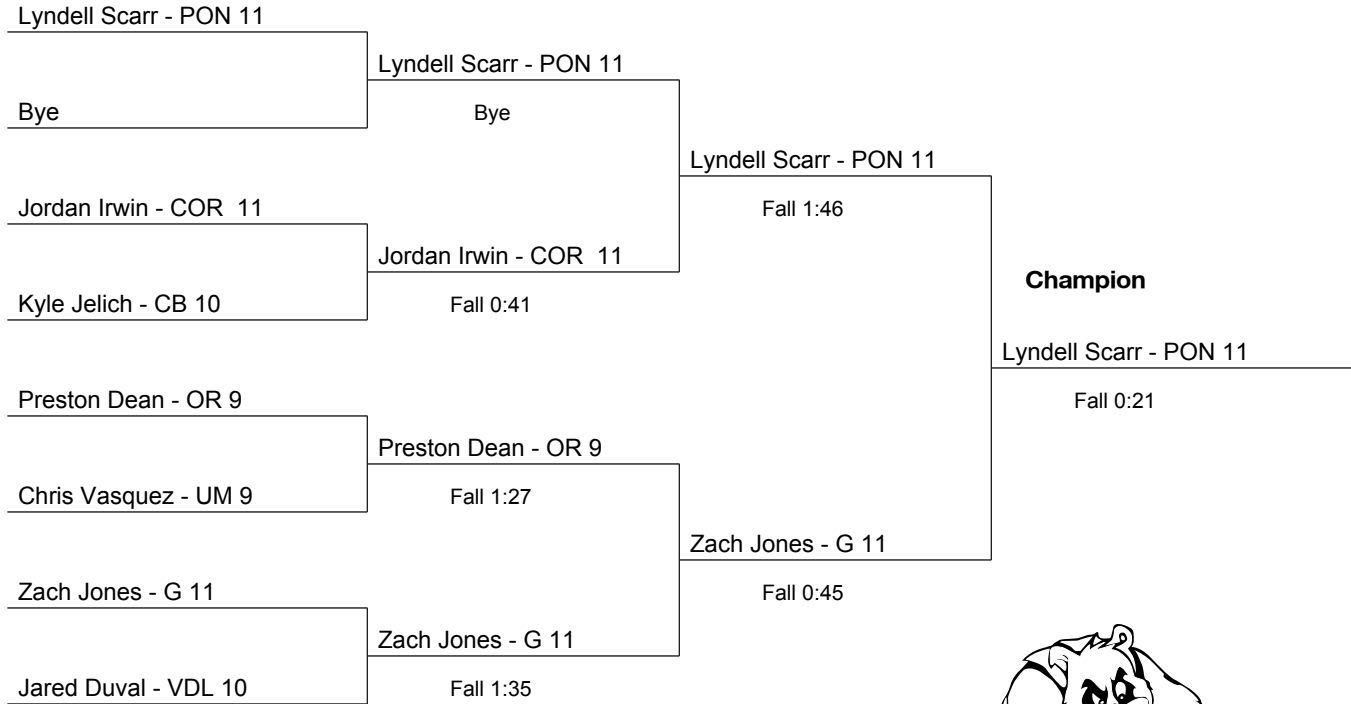 Lyndell Scarr - PON 11
Lyndell Scarr - PON 11
Bye
Bye
Lyndell Scarr - PON 11
Jordan Irwin - COR  11
Fall 1:46
Jordan Irwin - COR  11
Champion
Kyle Jelich - CB 10
Fall 0:41
Lyndell Scarr - PON 11
Preston Dean - OR 9
Fall 0:21
Preston Dean - OR 9
Chris Vasquez - UM 9
Fall 1:27
Zach Jones - G 11
Zach Jones - G 11
Fall 0:45
Zach Jones - G 11
Jared Duval - VDL 10
Fall 1:35